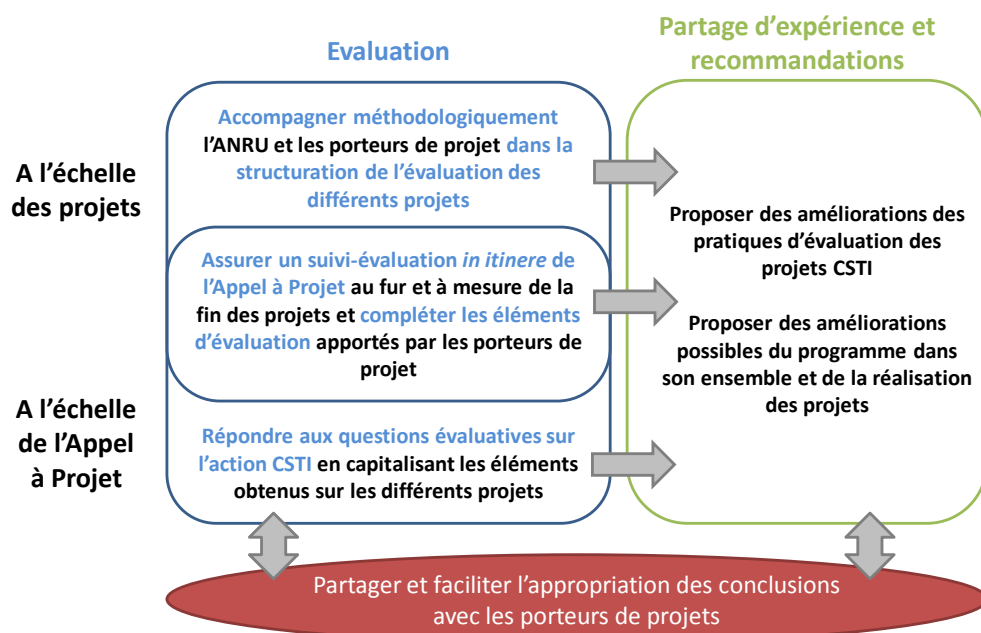 Evaluation
Partage d'expérience et
recommandations
A l'échelle
des projets
Accompagner méthodologiquement
l'ANRU et les porteurs de projet dans la
structuration de l'évaluation des
différents projets
Assurer un suivi-évaluation in itinere de
l'Appel à Projet au fur et à mesure de la
fin des projets et compléter les éléments
d'évaluation apportés par les porteurs de
projet
A l'échelle
de l'Appel
à Projet
Répondre aux questions évaluatives sur
l'action CSTI en capitalisant les éléments
obtenus sur les différents projets
Proposer des améliorations des
pratiques d'évaluation des
projets CSTI
Proposer des améliorations
possibles du programme dans
son ensemble et de la réalisation
des projets
Partager et faciliter l'appropriation des conclusions
avec les porteurs de projets